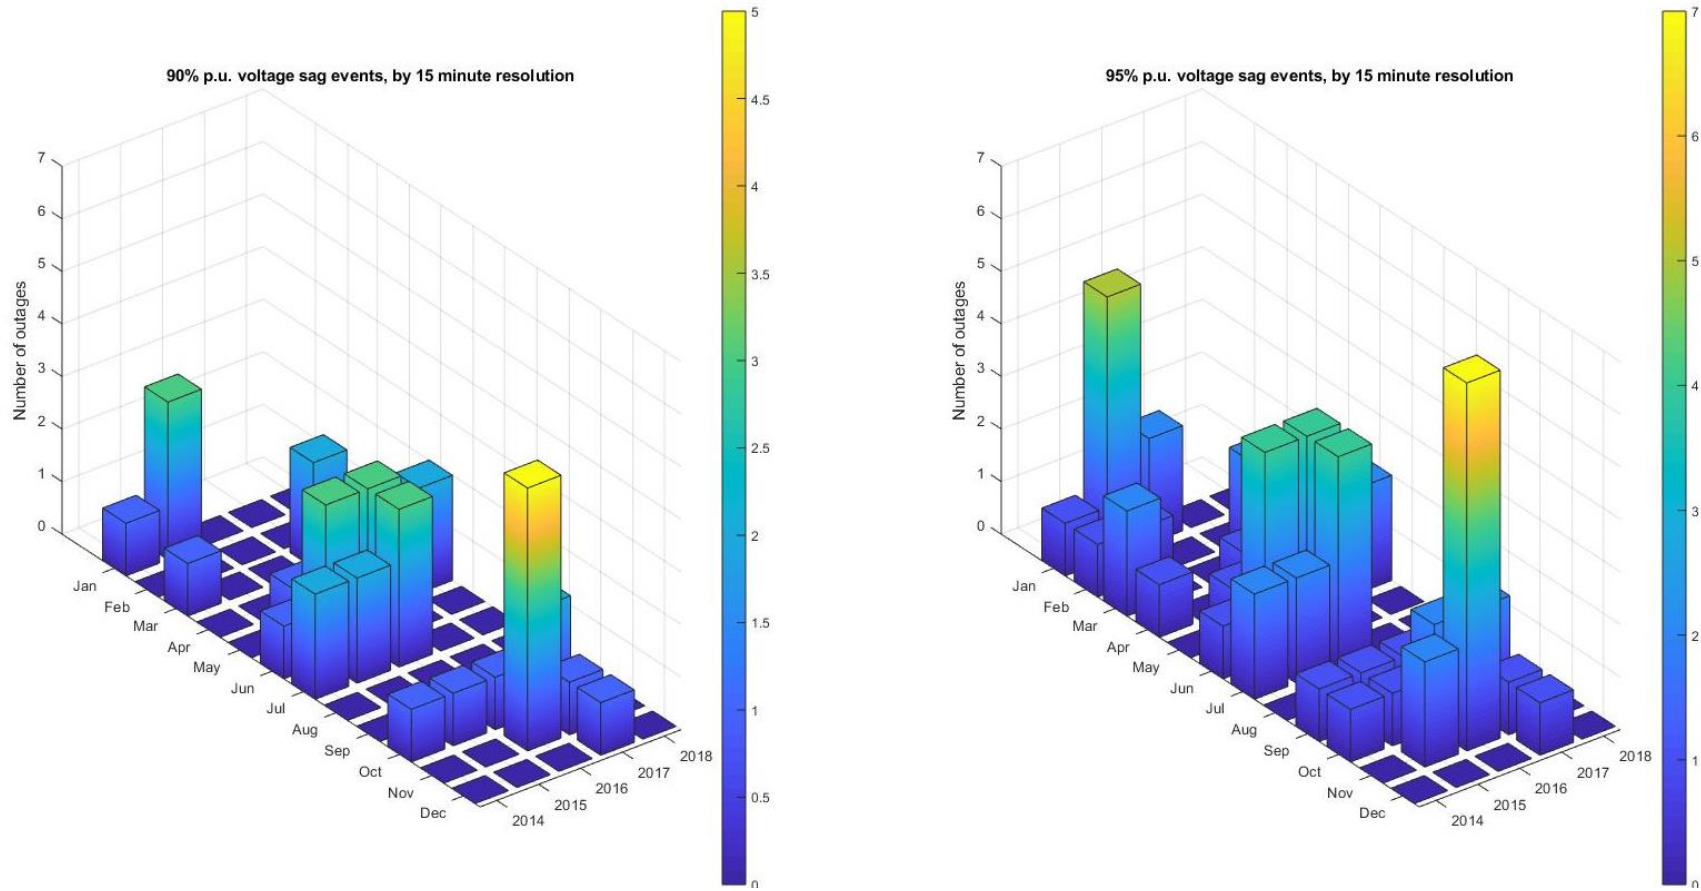 90% p.u. voltage sag events, by 15 minute resolution
Number of outages
7
6
5
4
3
2
1
0
Jan
Feb
Mar
Apr
May
Jun
Jul
Aug
Sep
Oct
Nov
Dec
2014
2015
2016
2017
2018
5
4.5
4
3.5
3
2.5
2
1.5
1
0.5
0
95% p.u. voltage sag events, by 15 minute resolution
Number of outages
7
6
5
4
3
2
1
0
Jan
Feb
Mar
Apr
May
Jun
Jul
Aug
Sep
Oct
Nov
Dec
2014
2015
2016
2017
2018
7
6
5
4
3
2
1
0